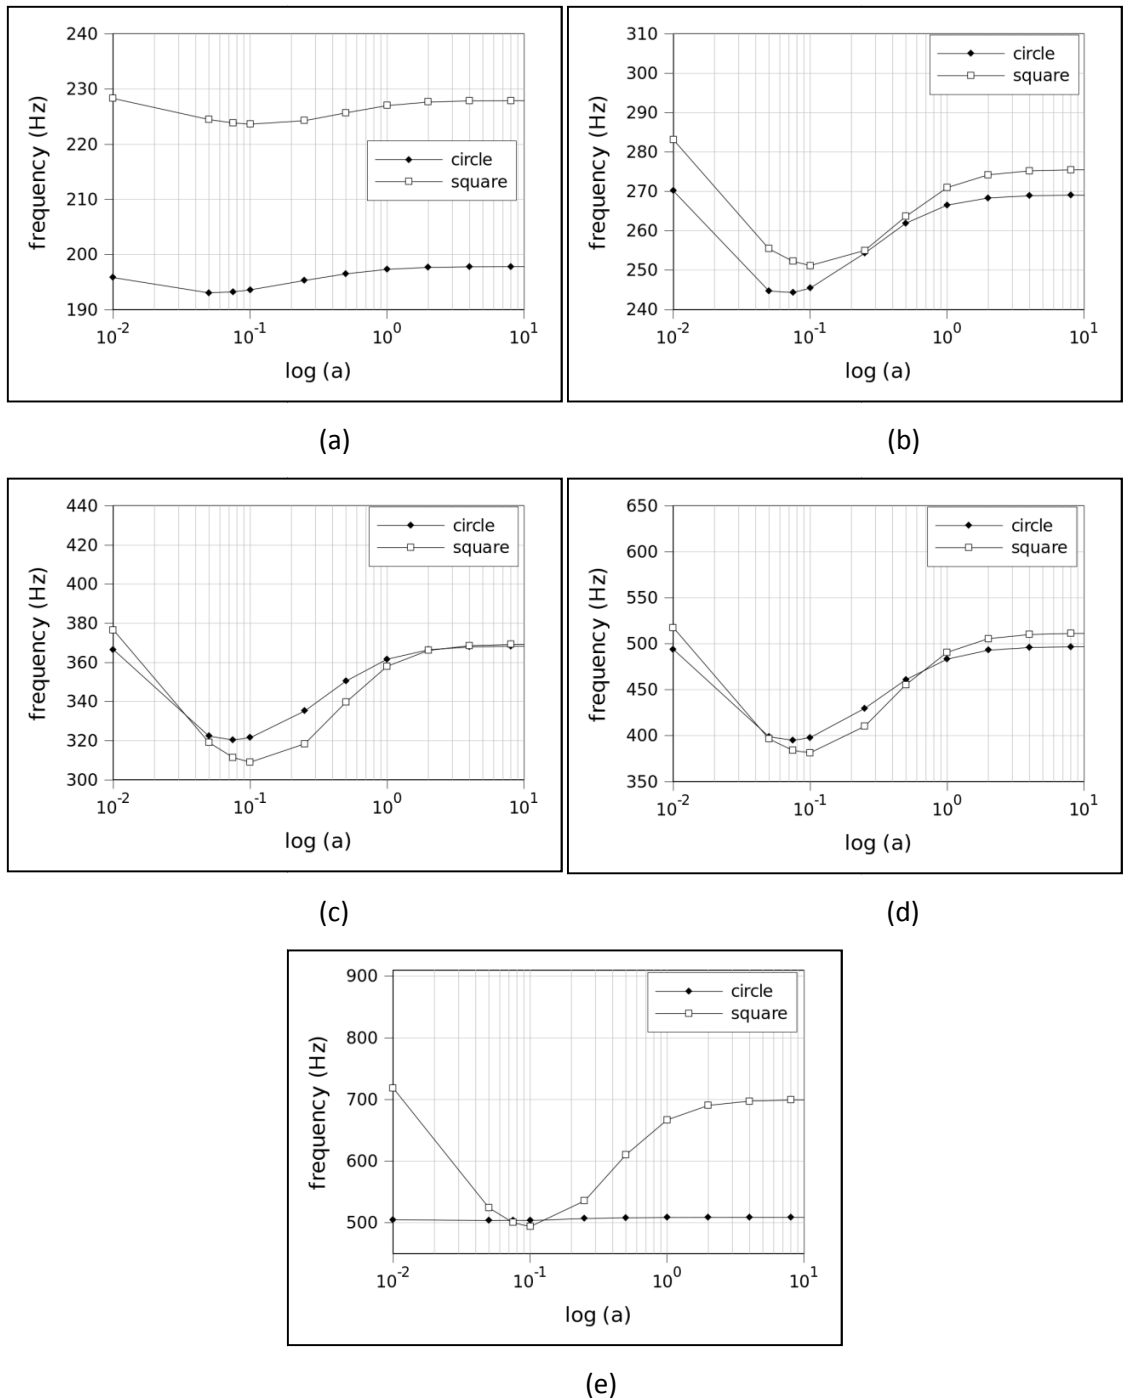 240
230
220
210
200
190
frequency (Hz)
circle
square
10^-2
10^-1
10^0
10^1
log (a)
(a)
310
300
290
280
270
260
250
240
frequency (Hz)
circle
square
10^-2
10^-1
10^0
10^1
log (a)
(b)
440
420
400
380
360
340
320
300
frequency (Hz)
circle
square
10^-2
10^-1
10^0
10^1
log (a)
(c)
650
600
550
500
450
400
350
frequency (Hz)
circle
square
10^-2
10^-1
10^0
10^1
log (a)
(d)
900
800
700
600
500
frequency (Hz)
circle
square
10^-2
10^-1
10^0
10^1
log (a)
(e)